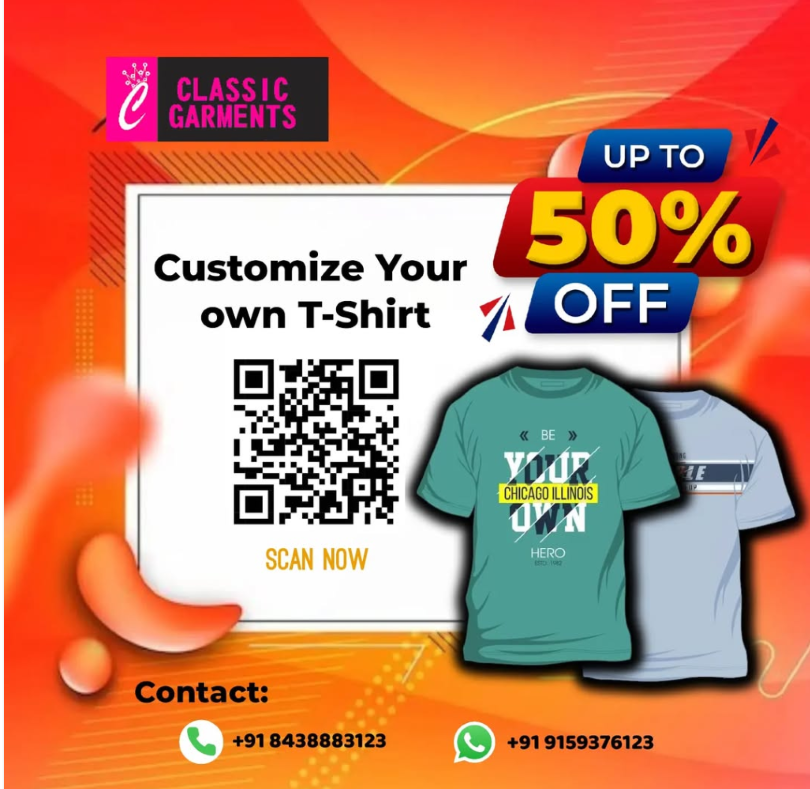 CLASSIC
GARMENTS
UP TO
50%
OFF
Customize Your
own T-Shirt
SCAN NOW
« BE »
YOUR
CHICAGO ILLINOIS
OWN
HERO
Contact:
+91 8438883123
+91 9159376123